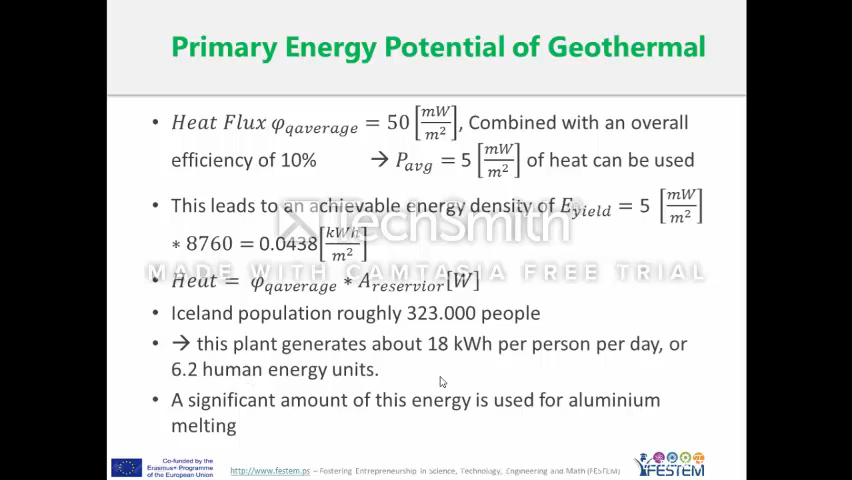 Primary Energy Potential of Geothermal
• Heat Flux φqaverage = 50 [mW/m²], Combined with an overall
efficiency of 10% → Pavg = 5 [mW/m²] of heat can be used
• This leads to an achievable energy density of Eyield = 5 [mW/m²]
∗ 8760 = 0.0438 [kWh/m²]
TechSmith
MADE WITH CAMTASIA FREE TRIAL
• Heat = φqaverage ∗ Areservior[W]
• Iceland population roughly 323.000 people
• → this plant generates about 18 kWh per person per day, or
6.2 human energy units.
• A significant amount of this energy is used for aluminium
melting
Co-funded by the
Erasmus+ Programme
of the European Union
http://www.festem.ps – Fostering Entrepreneurship in Science, Technology, Engineering and Math (FESTEM)
FESTEM